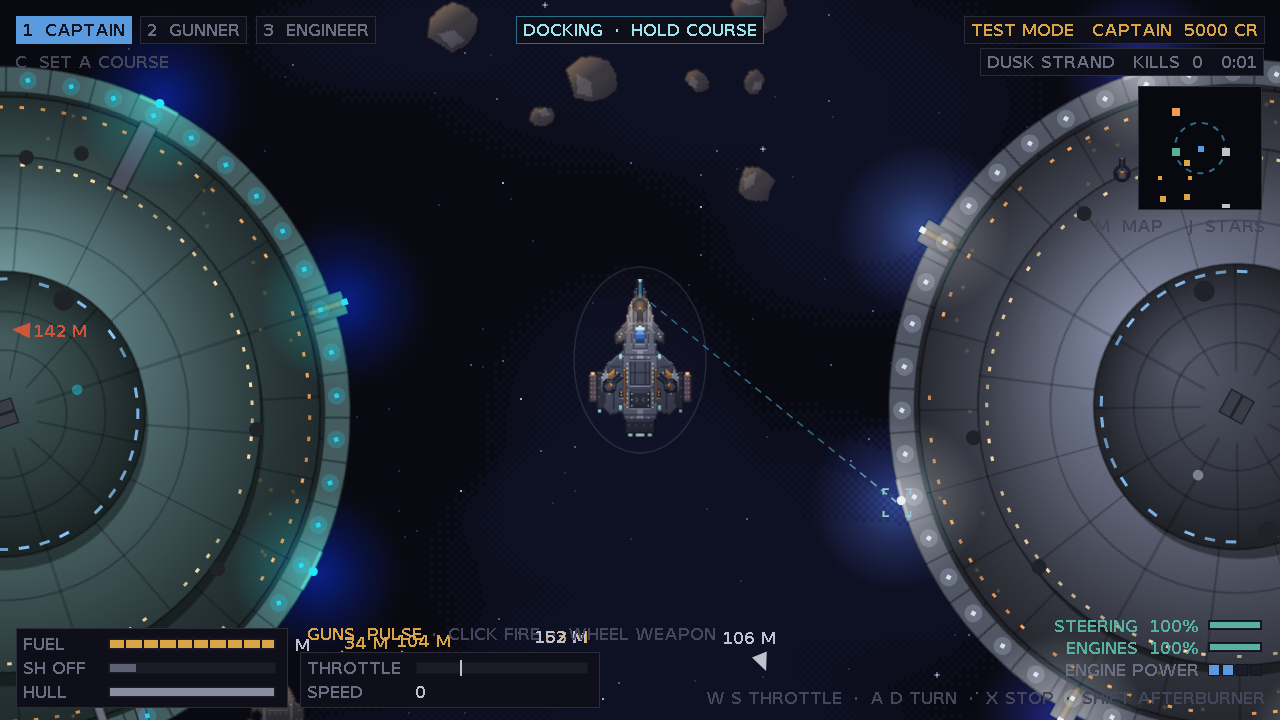 1 CAPTAIN
2 GUNNER
3 ENGINEER
DOCKING · HOLD COURSE
TEST MODE CAPTAIN 5000 CR
C SET A COURSE
DUSK STRAND KILLS 0 0:01
M MAP J STARS
142 M
GUNS PULSE CLICK FIRE WHEEL WEAPON
M 34 M 104 M
106 M
FUEL
SH OFF
HULL
THROTTLE
SPEED 0
STEERING 100%
ENGINES 100%
ENGINE POWER
W S THROTTLE · A D TURN · X STOP · SHIFT AFTERBURNER